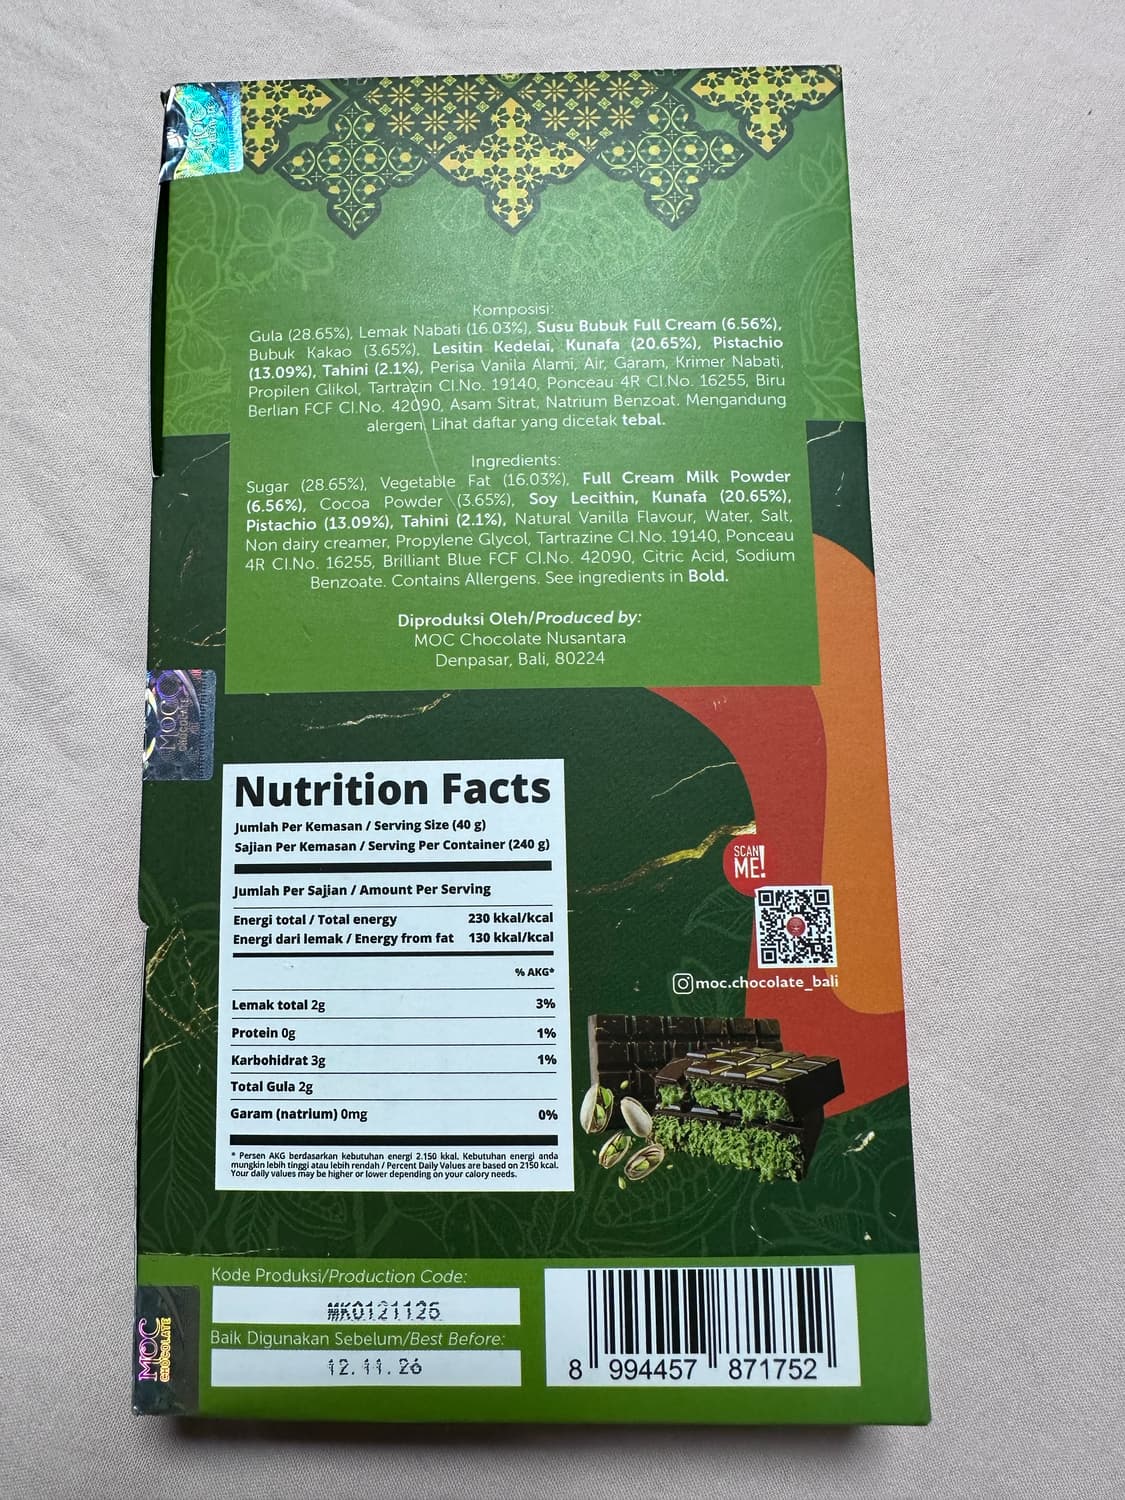 MOC
Komposisi:
Gula (28.65%), Lemak Nabati (16.03%), Susu Bubuk Full Cream (6.56%),
Bubuk Kakao (3.65%), Lesitin Kedelai, Kunafa (20.65%), Pistachio
(13.09%), Tahini (2.1%), Perisa Vanila Alami, Air, Garam, Krimer Nabati,
Propilen Glikol, Tartrazin CI.No. 19140, Ponceau 4R CI.No. 16255, Biru
Berlian FCF CI.No. 42090, Asam Sitrat, Natrium Benzoat. Mengandung
alergen. Lihat daftar yang dicetak tebal.
Ingredients:
Sugar (28.65%), Vegetable Fat (16.03%), Full Cream Milk Powder
(6.56%), Cocoa Powder (3.65%), Soy Lecithin, Kunafa (20.65%),
Pistachio (13.09%), Tahini (2.1%), Natural Vanilla Flavour, Water, Salt,
Non dairy creamer, Propylene Glycol, Tartrazine CI.No. 19140, Ponceau
4R CI.No. 16255, Brilliant Blue FCF CI.No. 42090, Citric Acid, Sodium
Benzoate. Contains Allergens. See ingredients in Bold.
Diproduksi Oleh/Produced by:
MOC Chocolate Nusantara
Denpasar, Bali, 80224
MOC
CHOCOLATE
Nutrition Facts
Jumlah Per Kemasan / Serving Size (40 g)
Sajian Per Kemasan / Serving Per Container (240 g)
Jumlah Per Sajian / Amount Per Serving
Energi total / Total energy 230 kkal/kcal
Energi dari lemak / Energy from fat 130 kkal/kcal
% AKG*
Lemak total 2g 3%
Protein 0g 1%
Karbohidrat 3g 1%
Total Gula 2g
Garam (natrium) 0mg 0%
* Persen AKG berdasarkan kebutuhan energi 2.150 kkal. Kebutuhan energi anda
mungkin lebih tinggi atau lebih rendah / Percent Daily Values are based on 2150 kcal.
Your daily values may be higher or lower depending on your calory needs.
SCAN
ME!
moc.chocolate_bali
Kode Produksi/Production Code:
MK0121126
Baik Digunakan Sebelum/Best Before:
12.11.26
MOC
CHOCOLATE
8 994457 871752